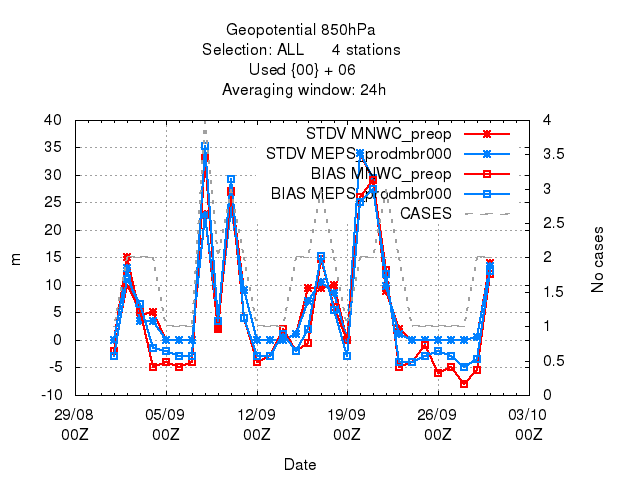 Geopotential 850hPa
Selection: ALL 4 stations
Used {00} + 06
Averaging window: 24h
40 4
35 3.5
30 3
25 2.5
20 2
15 1.5
10 1
5 0.5
0 0
-5
-10
STDV MNWC_preop
STDV MEPS_prodmbr000
BIAS MNWC_preop
BIAS MEPS_prodmbr000
CASES
m
No cases
29/08 05/09 12/09 19/09 26/09 03/10
00Z 00Z 00Z 00Z 00Z 00Z
Date